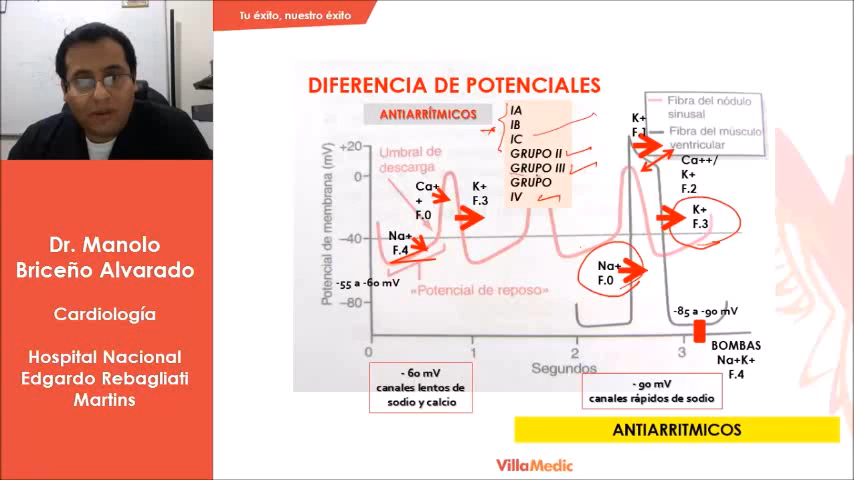 Tu éxito, nuestro éxito
DIFERENCIA DE POTENCIALES
ANTIARRÍTMICOS
IA
IB
IC
GRUPO II
GRUPO III
GRUPO
IV
Fibra del nódulo
sinusal
Fibra del músculo
ventricular
K+
F.1
Ca++/
K+
F.2
K+
F.3
Umbral de
descarga
Ca+
+
F.0
K+
F.3
Na+
F.4
Na+
F.0
-55 a -60 mV
«Potencial de reposo»
-85 a -90 mV
BOMBAS
Na+K+
F.4
Potencial de membrana (mV)
+20
0
-40
-80
0
1
2
3
Segundos
- 60 mV
canales lentos de
sodio y calcio
- 90 mV
canales rápidos de sodio
ANTIARRITMICOS
VillaMedic
Dr. Manolo
Briceño Alvarado
Cardiología
Hospital Nacional
Edgardo Rebagliati
Martins